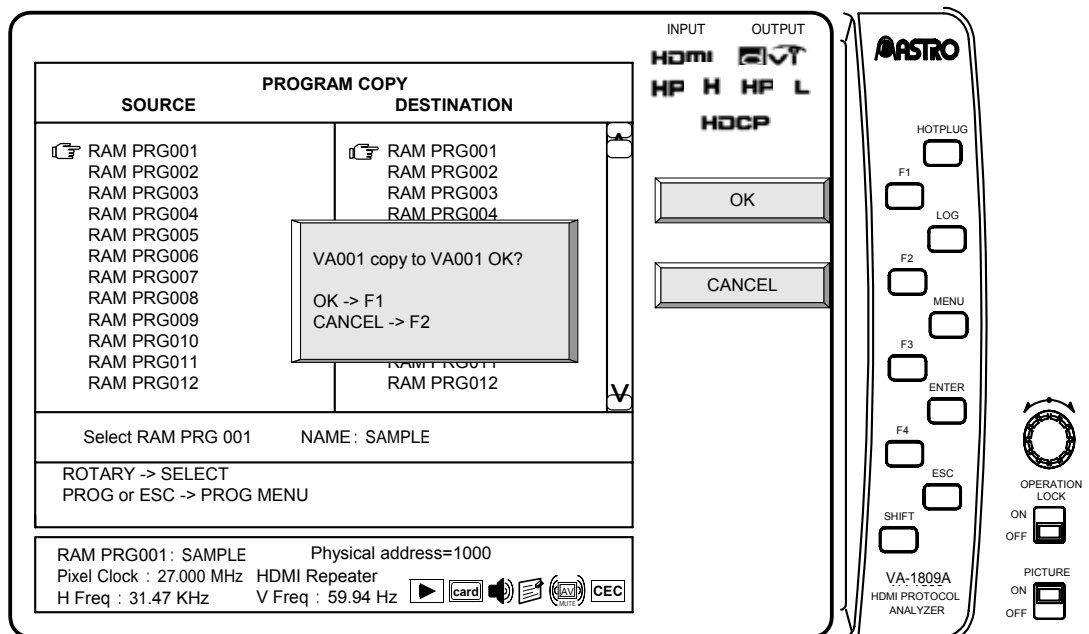 INPUT OUTPUT
HDMI DVI
HP H HP L
HDCP
PROGRAM COPY
SOURCE DESTINATION
RAM PRG001 RAM PRG001
RAM PRG002 RAM PRG002
RAM PRG003 RAM PRG003
RAM PRG004 RAM PRG004
RAM PRG005
RAM PRG006
RAM PRG007
RAM PRG008
RAM PRG009
RAM PRG010
RAM PRG011 RAM PRG011
RAM PRG012 RAM PRG012
VA001 copy to VA001 OK?
OK -> F1
CANCEL -> F2
Select RAM PRG 001 NAME : SAMPLE
ROTARY -> SELECT
PROG or ESC -> PROG MENU
RAM PRG001 : SAMPLE Physical address=1000
Pixel Clock : 27.000 MHz HDMI Repeater
H Freq : 31.47 KHz V Freq : 59.94 Hz
card
AV
MUTE
CEC
OK
CANCEL
ASTRO
HOTPLUG
F1
LOG
F2
MENU
F3
ENTER
F4
ESC
SHIFT
VA-1809A
HDMI PROTOCOL
ANALYZER
OPERATION
LOCK
ON
OFF
PICTURE
ON
OFF